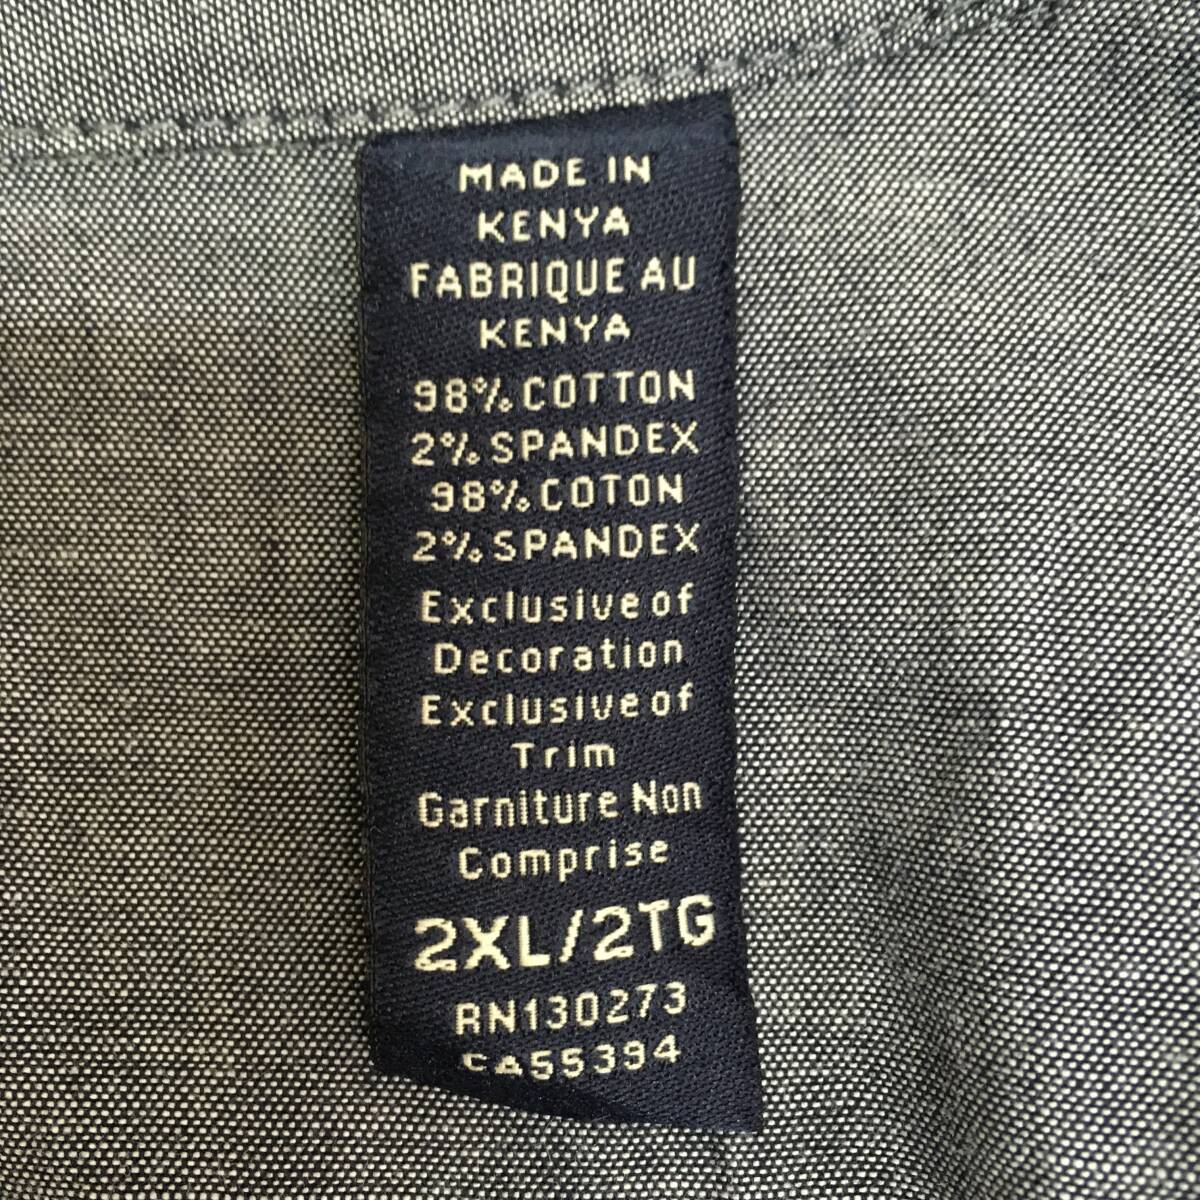 MADE IN
KENYA
FABRIQUE AU
KENYA
98% COTTON
2% SPANDEX
98% COTON
2% SPANDEX
Exclusive of
Decoration
Exclusive of
Trim
Garniture Non
Comprise
2XL/2TG
RN130273
CA55394